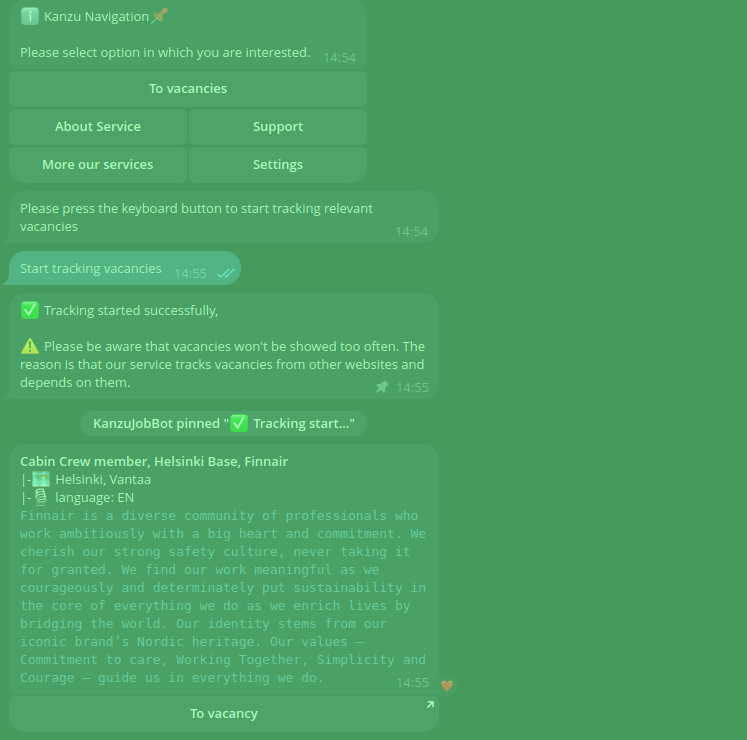 Kanzu Navigation
Please select option in which you are interested.
14:54
To vacancies
About Service
Support
More our services
Settings
Please press the keyboard button to start tracking relevant
vacancies
14:54
Start tracking vacancies
14:55
Tracking started successfully,
Please be aware that vacancies won't be showed too often. The
reason is that our service tracks vacancies from other websites and
depends on them.
14:55
KanzuJobBot pinned "✅ Tracking start..."
Cabin Crew member, Helsinki Base, Finnair
|-🗺 Helsinki, Vantaa
|-🎙 language: EN
Finnair is a diverse community of professionals who
work ambitiously with a big heart and commitment. We
cherish our strong safety culture, never taking it
for granted. We find our work meaningful as we
courageously and determinately put sustainability in
the core of everything we do as we enrich lives by
bridging the world. Our identity stems from our
iconic brand’s Nordic heritage. Our values –
Commitment to care, Working Together, Simplicity and
Courage – guide us in everything we do.
14:55
To vacancy